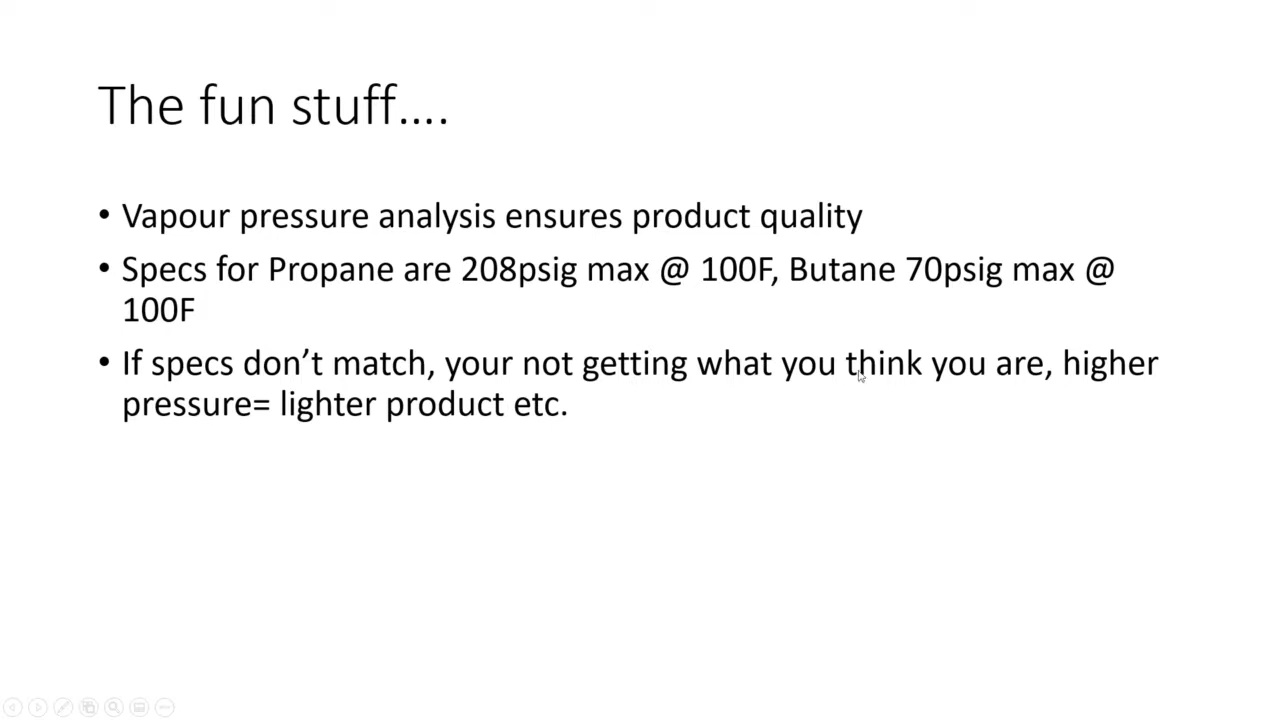 The fun stuff....
• Vapour pressure analysis ensures product quality
• Specs for Propane are 208psig max @ 100F, Butane 70psig max @
100F
• If specs don't match, your not getting what you think you are, higher
pressure= lighter product etc.